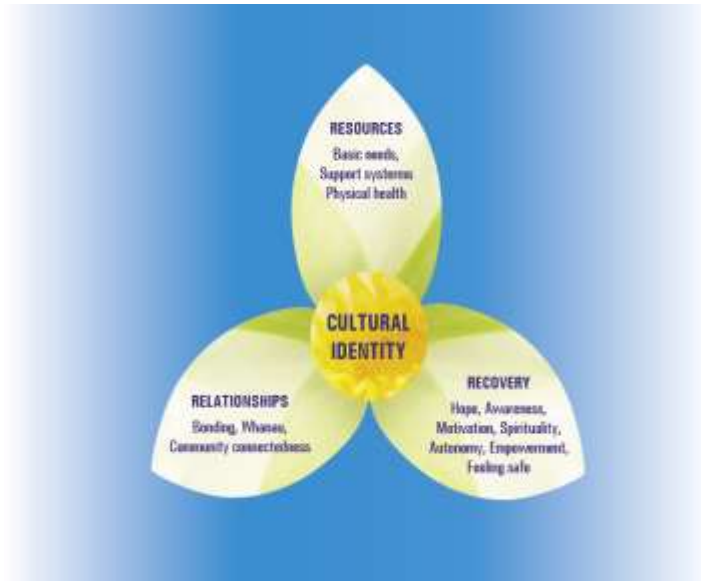 RESOURCES
Basic needs,
Support systems
Physical health
CULTURAL
IDENTITY
RELATIONSHIPS
Bonding, Whanau,
Community connectedness
RECOVERY
Hope, Awareness,
Motivation, Spirituality,
Autonomy, Empowerment,
Feeling safe